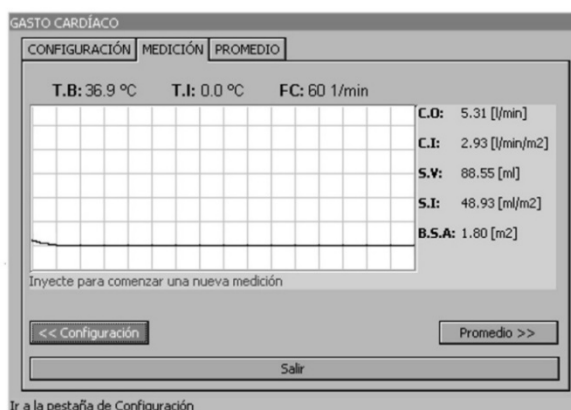 GASTO CARDÍACO
CONFIGURACIÓN MEDICIÓN PROMEDIO
T.B: 36.9 ºC T.I: 0.0 ºC FC: 60 1/min
C.O: 5.31 [l/min]
C.I: 2.93 [l/min/m2]
S.V: 88.55 [ml]
S.I: 48.93 [ml/m2]
B.S.A: 1.80 [m2]
Inyecte para comenzar una nueva medición
<< Configuración Promedio >>
Salir
Ir a la pestaña de Configuración